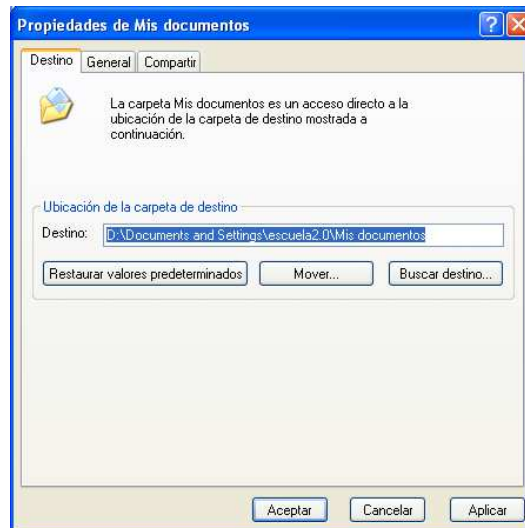 Propiedades de Mis documentos
Destino General Compartir
La carpeta Mis documentos es un acceso directo a la
ubicación de la carpeta de destino mostrada a
continuación.
Ubicación de la carpeta de destino
Destino: D:\Documents and Settings\escuela2.0\Mis documentos
Restaurar valores predeterminados Mover... Buscar destino...
Aceptar Cancelar Aplicar